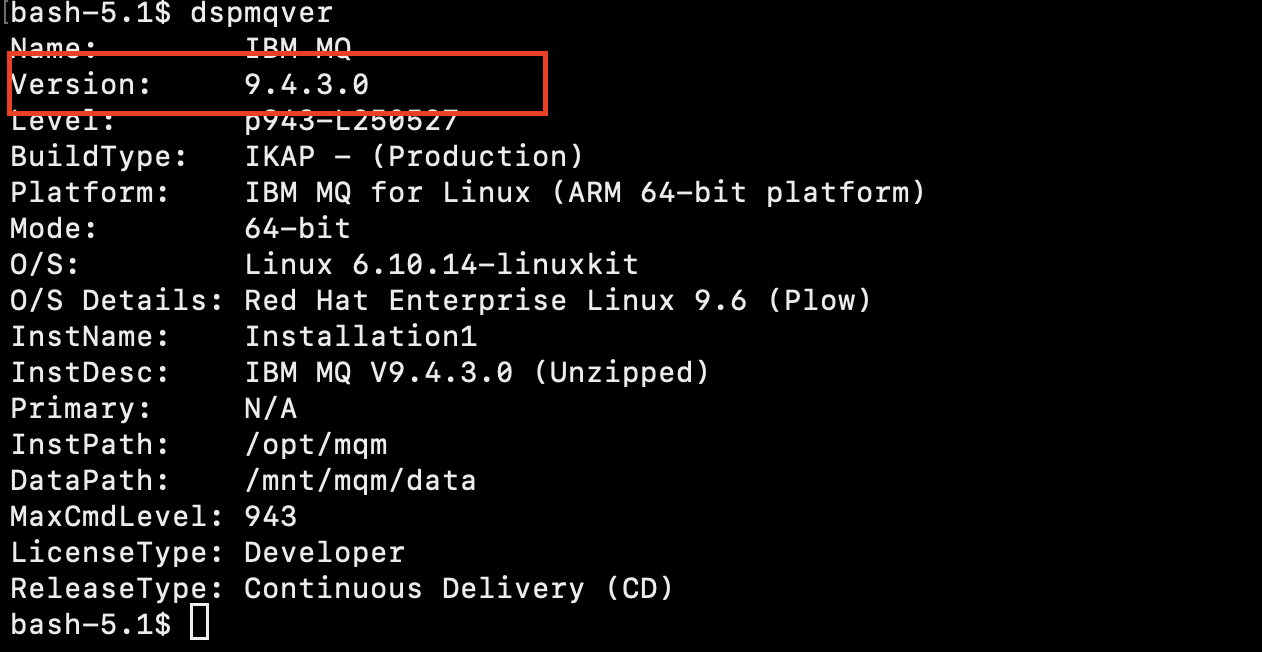 bash-5.1$ dspmqver
Name: IBM MQ
Version: 9.4.3.0
Level: p943-L250527
BuildType: IKAP - (Production)
Platform: IBM MQ for Linux (ARM 64-bit platform)
Mode: 64-bit
O/S: Linux 6.10.14-linuxkit
O/S Details: Red Hat Enterprise Linux 9.6 (Plow)
InstName: Installation1
InstDesc: IBM MQ V9.4.3.0 (Unzipped)
Primary: N/A
InstPath: /opt/mqm
DataPath: /mnt/mqm/data
MaxCmdLevel: 943
LicenseType: Developer
ReleaseType: Continuous Delivery (CD)
bash-5.1$